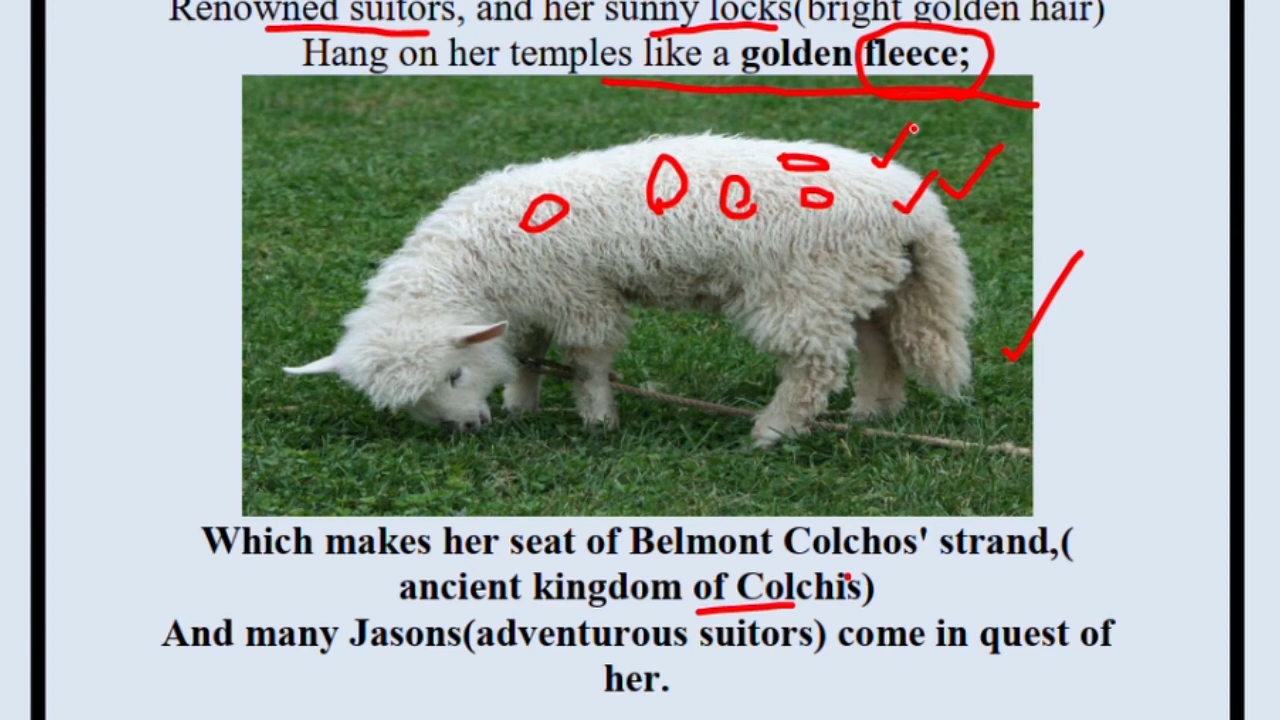 Renowned suitors, and her sunny locks(bright golden hair)
Hang on her temples like a golden fleece;
Which makes her seat of Belmont Colchos' strand,(
ancient kingdom of Colchis)
And many Jasons(adventurous suitors) come in quest of
her.